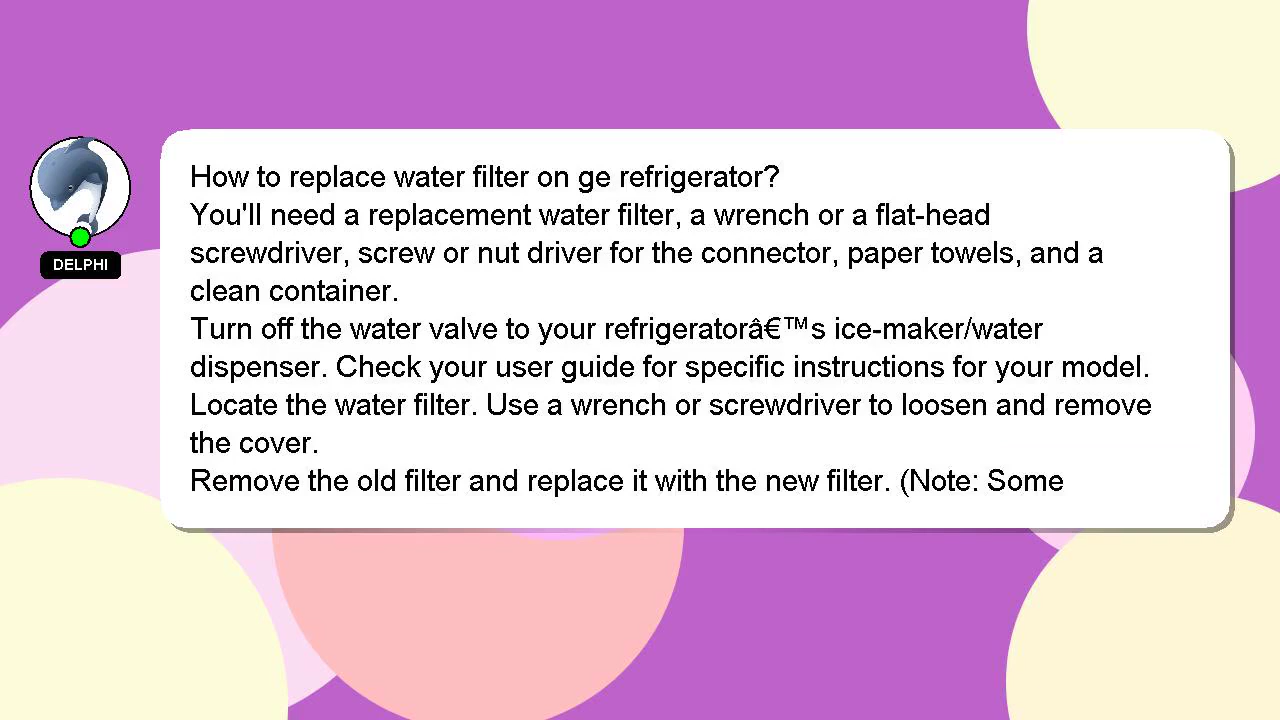 How to replace water filter on ge refrigerator?
You'll need a replacement water filter, a wrench or a flat-head
screwdriver, screw or nut driver for the connector, paper towels, and a
clean container.
Turn off the water valve to your refrigeratorâ€™s ice-maker/water
dispenser. Check your user guide for specific instructions for your model.
Locate the water filter. Use a wrench or screwdriver to loosen and remove
the cover.
Remove the old filter and replace it with the new filter. (Note: Some
DELPHI